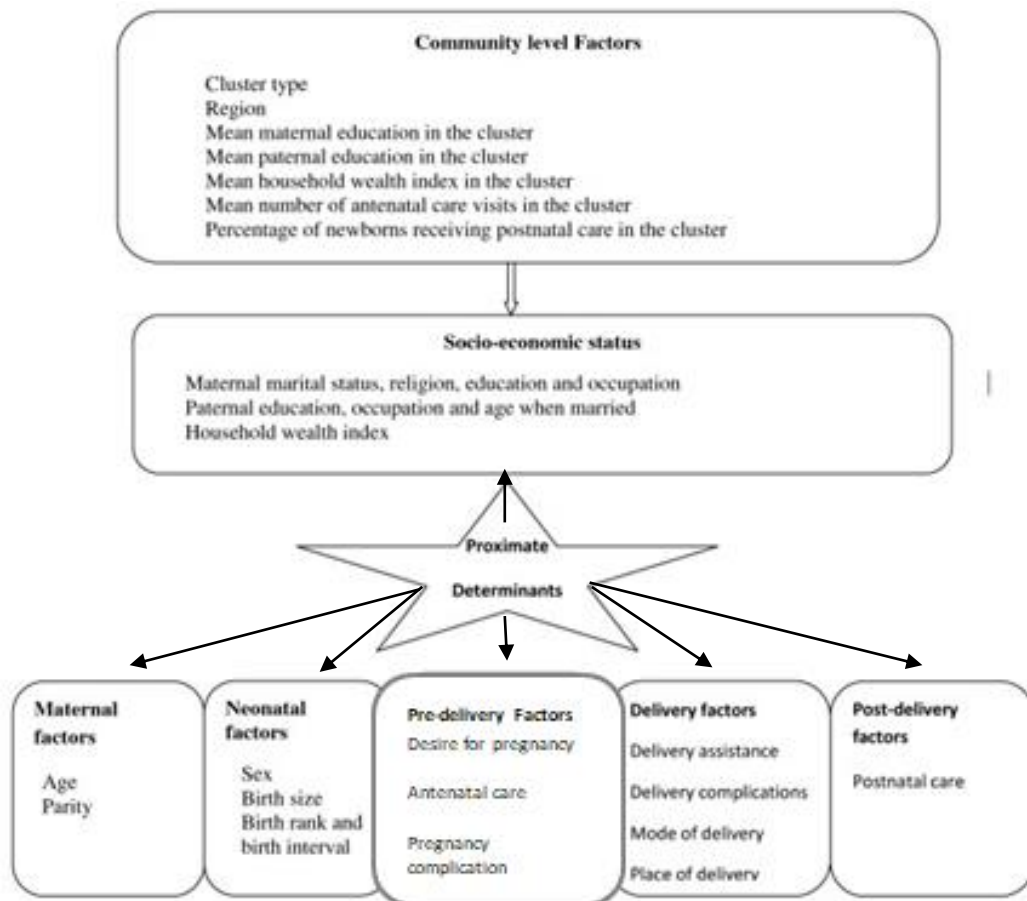 Community level Factors
Cluster type
Region
Mean maternal education in the cluster
Mean paternal education in the cluster
Mean household wealth index in the cluster
Mean number of antenatal care visits in the cluster
Percentage of newborns receiving postnatal care in the cluster
Socio-economic status
Maternal marital status, religion, education and occupation
Paternal education, occupation and age when married
Household wealth index
Proximate
Determinants
Maternal
factors
Age
Parity
Neonatal
factors
Sex
Birth size
Birth rank and
birth interval
Pre-delivery Factors
Desire for pregnancy
Antenatal care
Pregnancy
complication
Delivery factors
Delivery assistance
Delivery complications
Mode of delivery
Place of delivery
Post-delivery
factors
Postnatal care